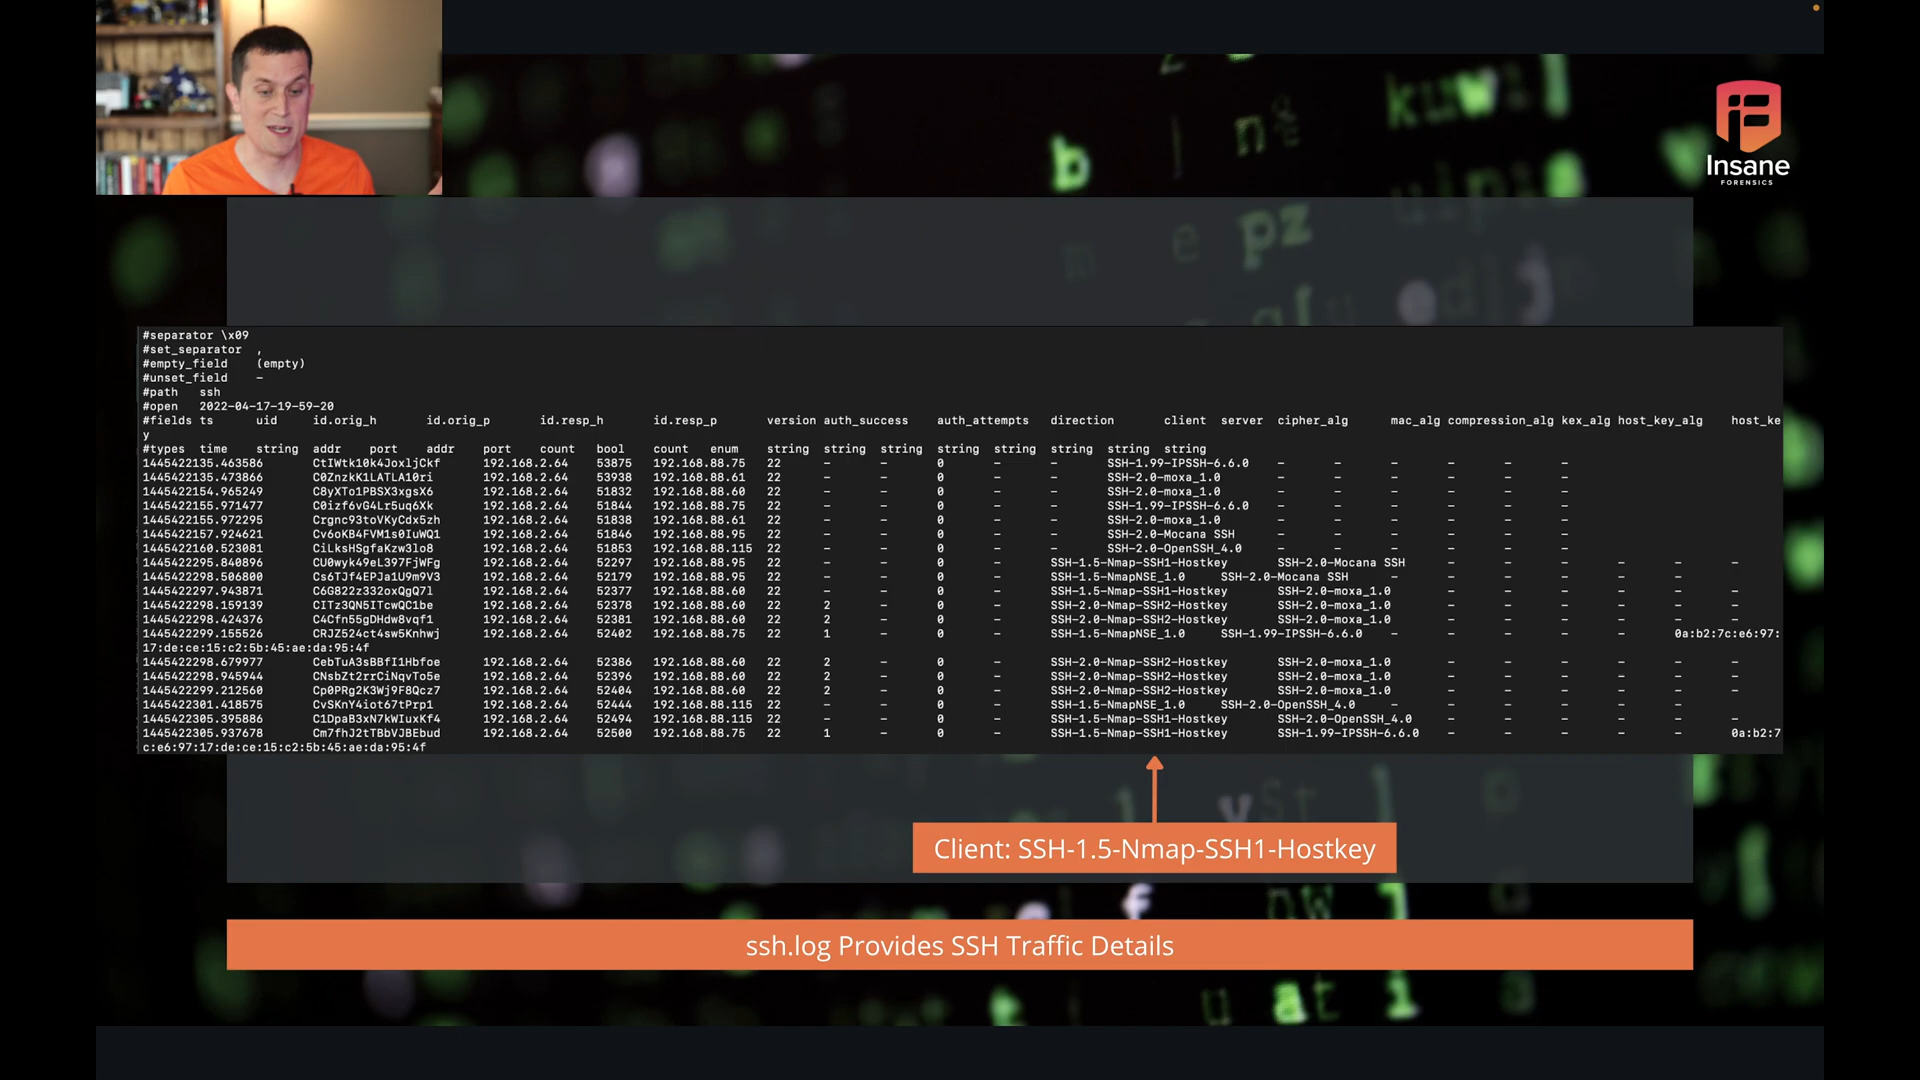 Insane
FORENSICS
#separator \x09
#set_separator ,
#empty_field (empty)
#unset_field -
#path ssh
#open 2022-04-17-19-59-20
#fields ts uid id.orig_h id.orig_p id.resp_h id.resp_p version auth_success auth_attempts direction client server cipher_alg mac_alg compression_alg kex_alg host_key_alg host_ke
y
#types time string addr port addr port count bool count enum string string string string string string string string
1445422135.463586 CtIWtk10k4JoxljCkf 192.168.2.64 53875 192.168.88.75 22 - - 0 - - SSH-1.99-IPSSH-6.6.0 - - - - - -
1445422135.473866 C0ZnzkK1LATLA10ri 192.168.2.64 53938 192.168.88.61 22 - - 0 - - SSH-2.0-moxa_1.0 - - - - - -
1445422154.965249 C8yXTo1PBSX3xgsX6 192.168.2.64 51832 192.168.88.60 22 - - 0 - - SSH-2.0-moxa_1.0 - - - - - -
1445422155.971477 C0izf6vG4Lr5uq6Xk 192.168.2.64 51844 192.168.88.75 22 - - 0 - - SSH-1.99-IPSSH-6.6.0 - - - - - -
1445422155.972295 Crgnc93toVKyCdx5zh 192.168.2.64 51838 192.168.88.61 22 - - 0 - - SSH-2.0-moxa_1.0 - - - - - -
1445422157.924621 Cv6oKB4FVM1s0IuWQ1 192.168.2.64 51846 192.168.88.95 22 - - 0 - - SSH-2.0-Mocana SSH - - - - - -
1445422160.523081 CiLksHSgfaKzw3lo8 192.168.2.64 51853 192.168.88.115 22 - - 0 - - SSH-2.0-OpenSSH_4.0 - - - - - -
1445422295.840896 CU0wyk49eL397FjWFg 192.168.2.64 52297 192.168.88.95 22 - - 0 - SSH-1.5-Nmap-SSH1-Hostkey SSH-2.0-Mocana SSH - - - - - -
1445422298.506800 Cs6TJf4EPJa1U9m9V3 192.168.2.64 52179 192.168.88.95 22 - - 0 - SSH-1.5-NmapNSE_1.0 SSH-2.0-Mocana SSH - - - - - -
1445422297.943871 C6G822z332oxQgQ7l 192.168.2.64 52377 192.168.88.60 22 - - 0 - SSH-1.5-Nmap-SSH1-Hostkey SSH-2.0-moxa_1.0 - - - - - -
1445422298.159139 CITz3QN5ITcwQC1be 192.168.2.64 52378 192.168.88.60 22 2 - 0 - SSH-2.0-Nmap-SSH2-Hostkey SSH-2.0-moxa_1.0 - - - - - -
1445422298.424376 C4Cfn55gDHdw8vqf1 192.168.2.64 52381 192.168.88.60 22 2 - 0 - SSH-2.0-Nmap-SSH2-Hostkey SSH-2.0-moxa_1.0 - - - - - -
1445422299.155526 CRJZ524ct4sw5Knhwj 192.168.2.64 52402 192.168.88.75 22 1 - 0 - SSH-1.5-NmapNSE_1.0 SSH-1.99-IPSSH-6.6.0 - - - - - 0a:b2:7c:e6:97:
17:de:ce:15:c2:5b:45:ae:da:95:4f
1445422298.679977 CebTuA3sBBfI1Hbfoe 192.168.2.64 52386 192.168.88.60 22 2 - 0 - SSH-2.0-Nmap-SSH2-Hostkey SSH-2.0-moxa_1.0 - - - - - -
1445422298.945944 CNsbZt2rrCiNqvTo5e 192.168.2.64 52396 192.168.88.60 22 2 - 0 - SSH-2.0-Nmap-SSH2-Hostkey SSH-2.0-moxa_1.0 - - - - - -
1445422299.212560 Cp0PRg2K3Wj9F8Qcz7 192.168.2.64 52404 192.168.88.60 22 2 - 0 - SSH-2.0-Nmap-SSH2-Hostkey SSH-2.0-moxa_1.0 - - - - - -
1445422301.418575 CvSKnY4iot67tPrp1 192.168.2.64 52444 192.168.88.115 22 - - 0 - SSH-1.5-NmapNSE_1.0 SSH-2.0-OpenSSH_4.0 - - - - - -
1445422305.395886 C1DpaB3xN7kWIuxKf4 192.168.2.64 52494 192.168.88.115 22 - - 0 - SSH-1.5-Nmap-SSH1-Hostkey SSH-2.0-OpenSSH_4.0 - - - - - -
1445422305.937678 Cm7fhJ2tTBbVJBEbud 192.168.2.64 52500 192.168.88.75 22 1 - 0 - SSH-1.5-Nmap-SSH1-Hostkey SSH-1.99-IPSSH-6.6.0 - - - - - 0a:b2:7
c:e6:97:17:de:ce:15:c2:5b:45:ae:da:95:4f
Client: SSH-1.5-Nmap-SSH1-Hostkey
ssh.log Provides SSH Traffic Details